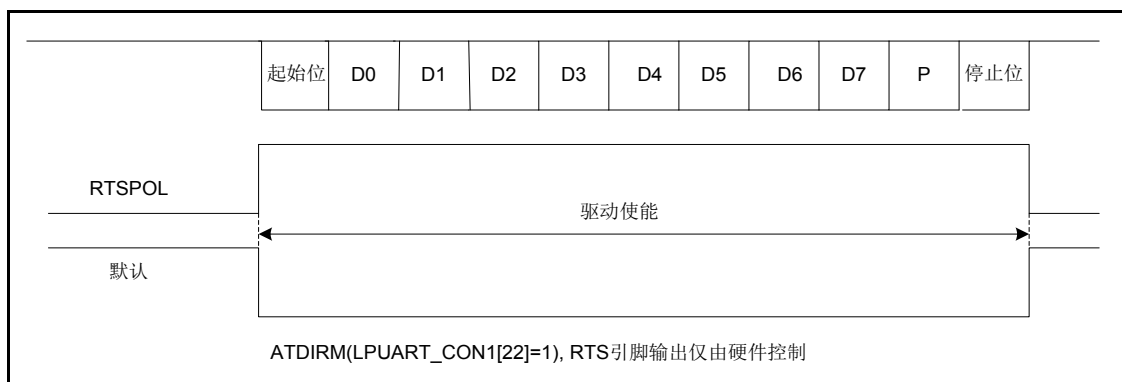 起始位 D0 D1 D2 D3 D4 D5 D6 D7 P 停止位
RTSPOL
驱动使能
默认
ATDIRM(LPUART_CON1[22]=1), RTS引脚输出仅由硬件控制